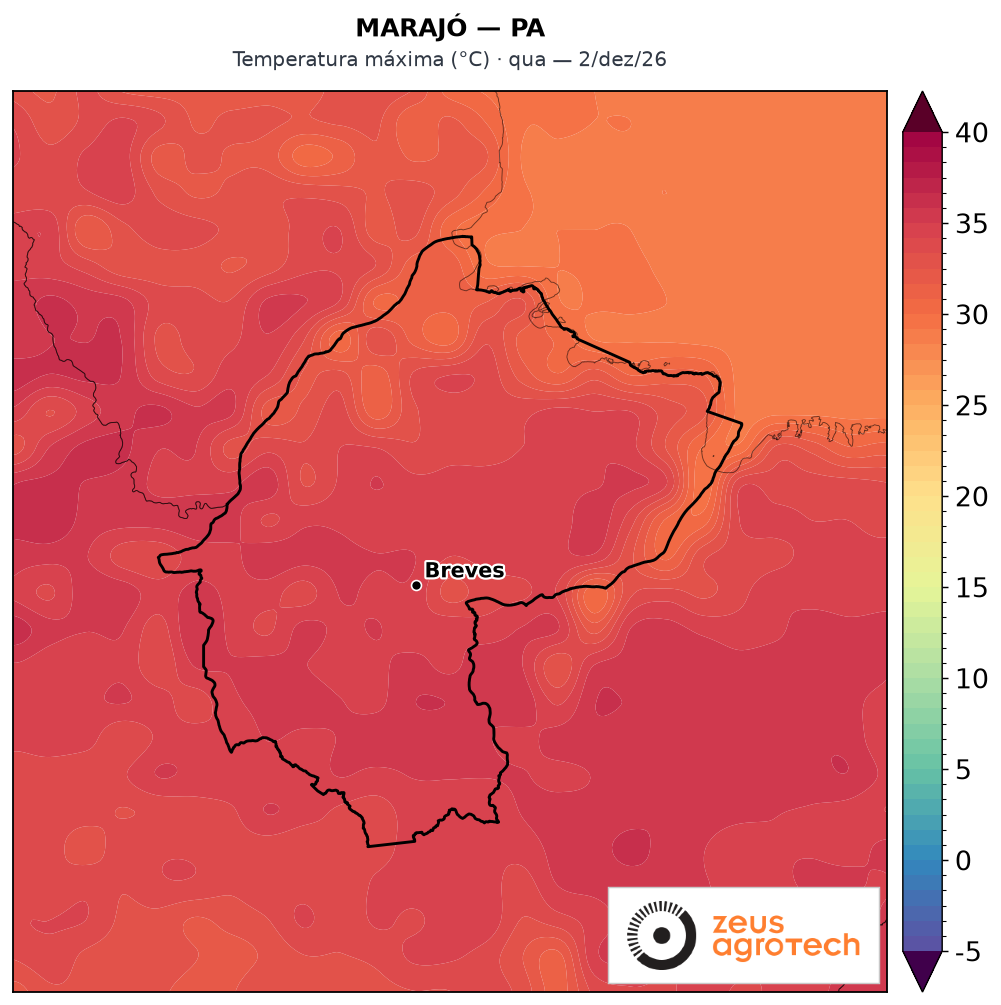 MARAJÓ — PA
Temperatura máxima (°C) · qua — 2/dez/26
40
35
30
25
20
15
10
5
0
-5
Breves
zeus
agrotech